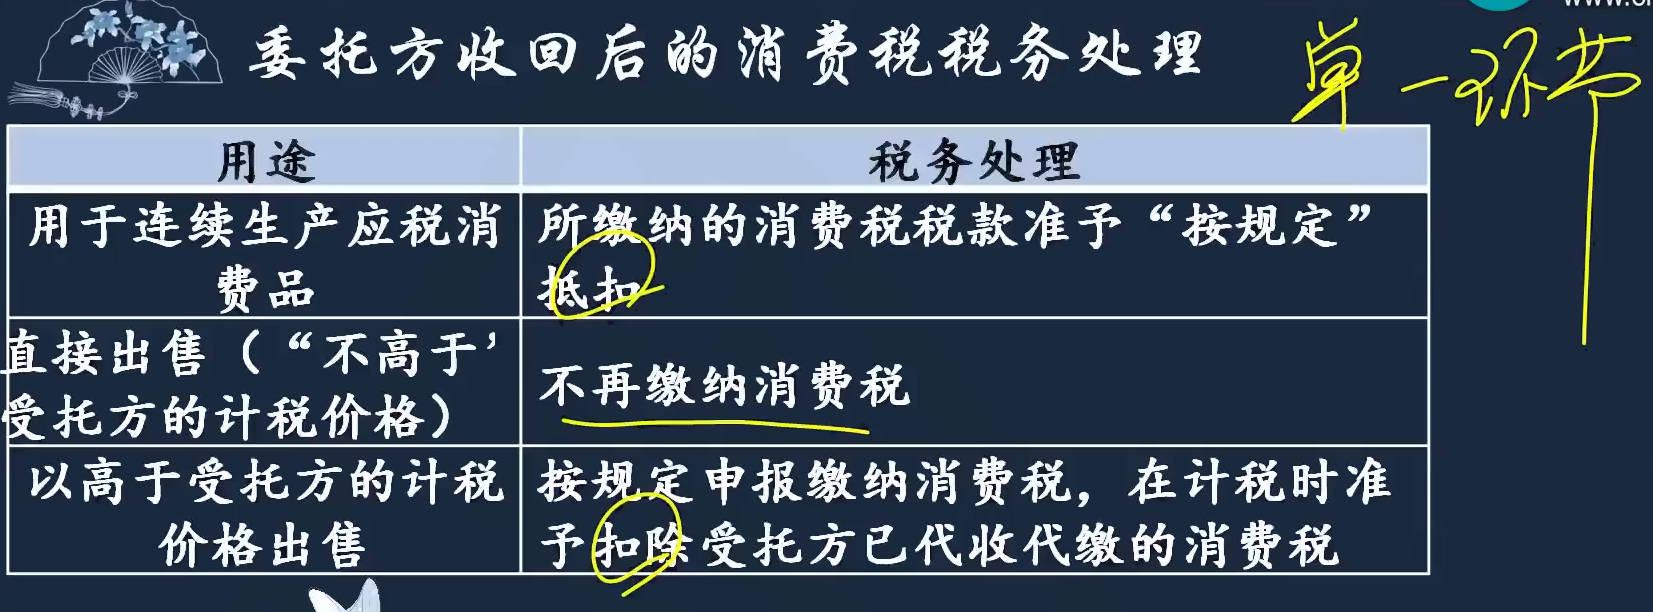 委托方收回后的消费税税务处理
单一环节
用途
税务处理
用于连续生产应税消
费品
所缴纳的消费税税款准予“按规定”
抵扣
直接出售（“不高于’
受托方的计税价格）
不再缴纳消费税
以高于受托方的计税
价格出售
按规定申报缴纳消费税，在计税时准
予扣除受托方已代收代缴的消费税